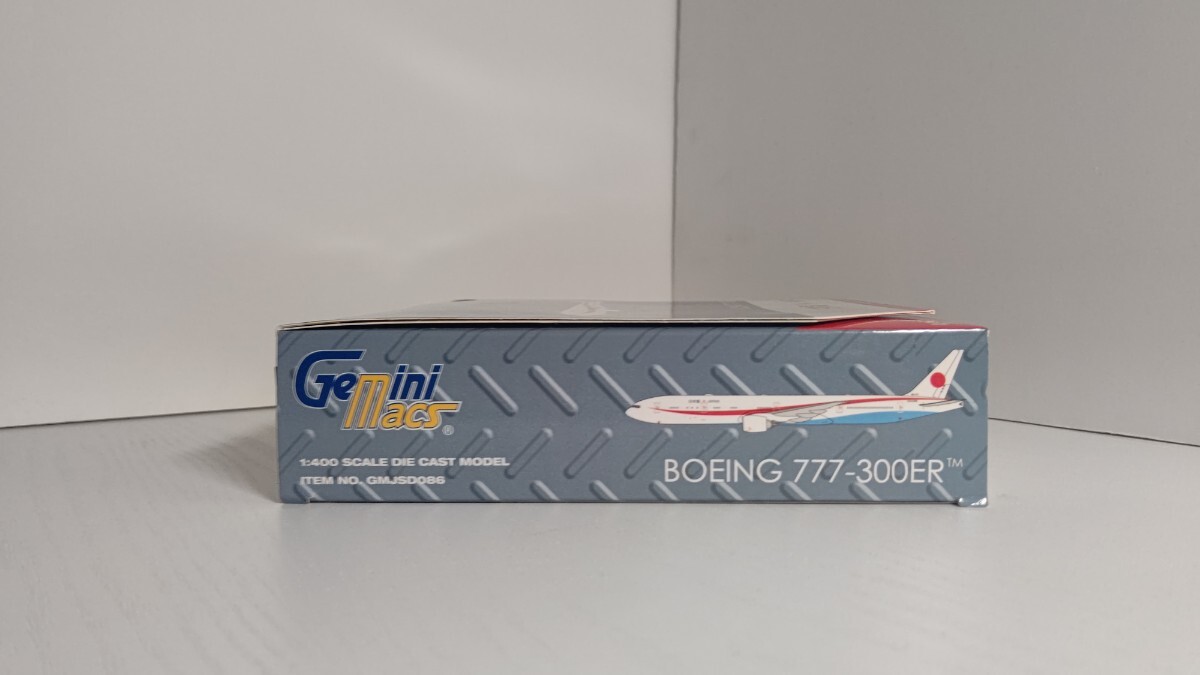 Gemini
Macs®
1:400 SCALE DIE CAST MODEL
ITEM NO. GMJSD086
BOEING 777-300ER™